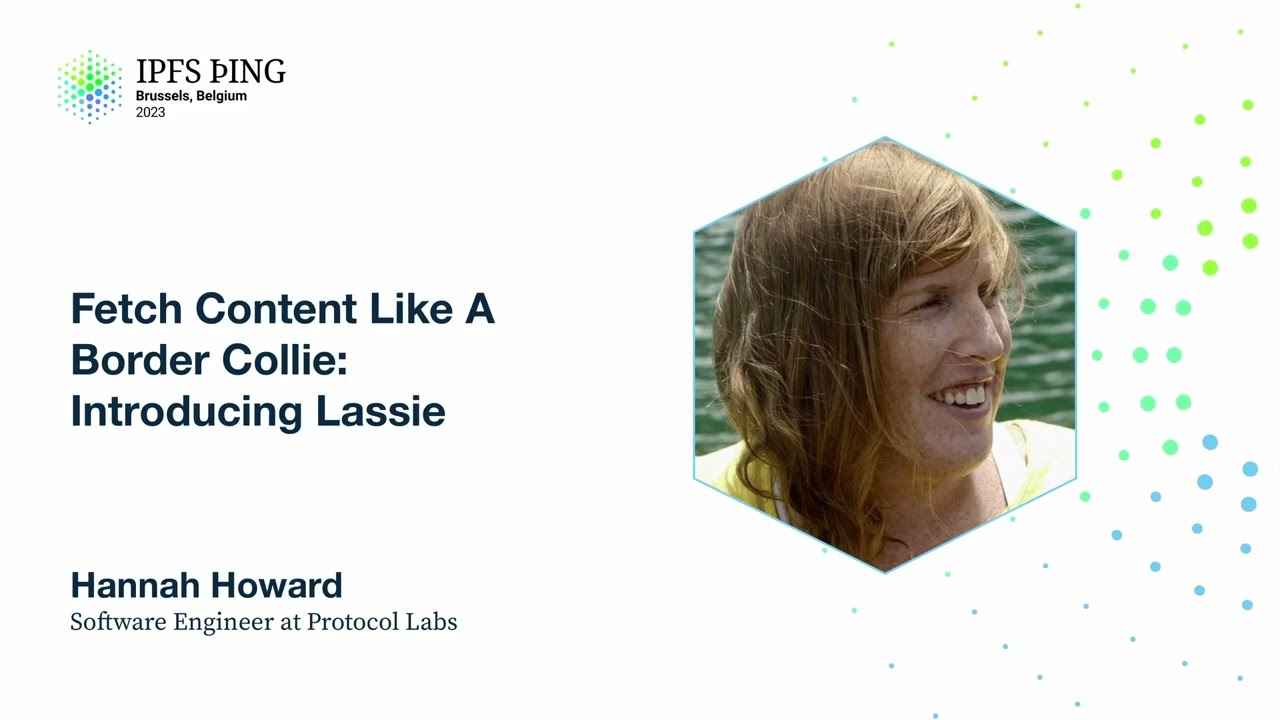 IPFS ÞING
Brussels, Belgium
2023
Fetch Content Like A
Border Collie:
Introducing Lassie
Hannah Howard
Software Engineer at Protocol Labs